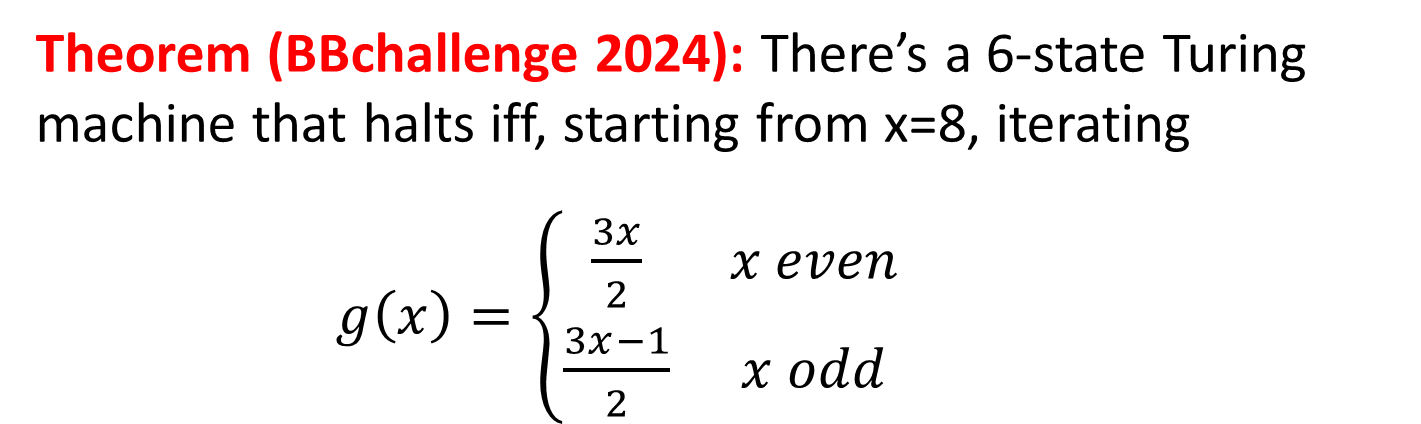 Theorem (BBchallenge 2024): There’s a 6-state Turing
machine that halts iff, starting from x=8, iterating
g(x) = { 3x/2 x even
3x−1/2 x odd